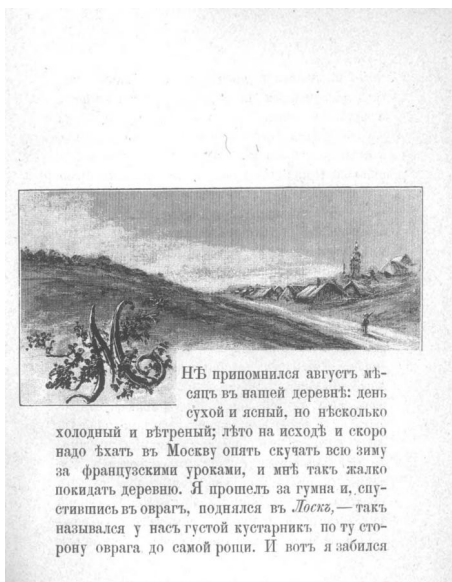 МНѢ припомнился августъ мѣ-
сяцъ въ нашей деревнѣ: день
сухой и ясный, но нѣсколько
холодный и вѣтреный; лѣто на исходѣ и скоро
надо ѣхать въ Москву опять скучать всю зиму
за французскими уроками, и мнѣ такъ жалко
покидать деревню. Я прошелъ за гумна и, спу-
стившись въ оврагъ, поднялся въ Лоскъ, — такъ
назывался у насъ густой кустарникъ по ту сто-
рону оврага до самой рощи. И вотъ я забился